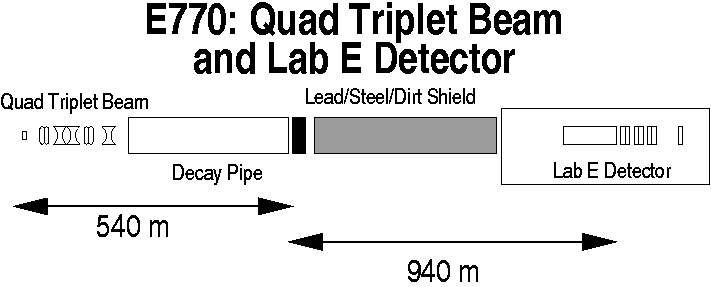 E770: Quad Triplet Beam
and Lab E Detector
Quad Triplet Beam
Lead/Steel/Dirt Shield
Decay Pipe
Lab E Detector
540 m
940 m